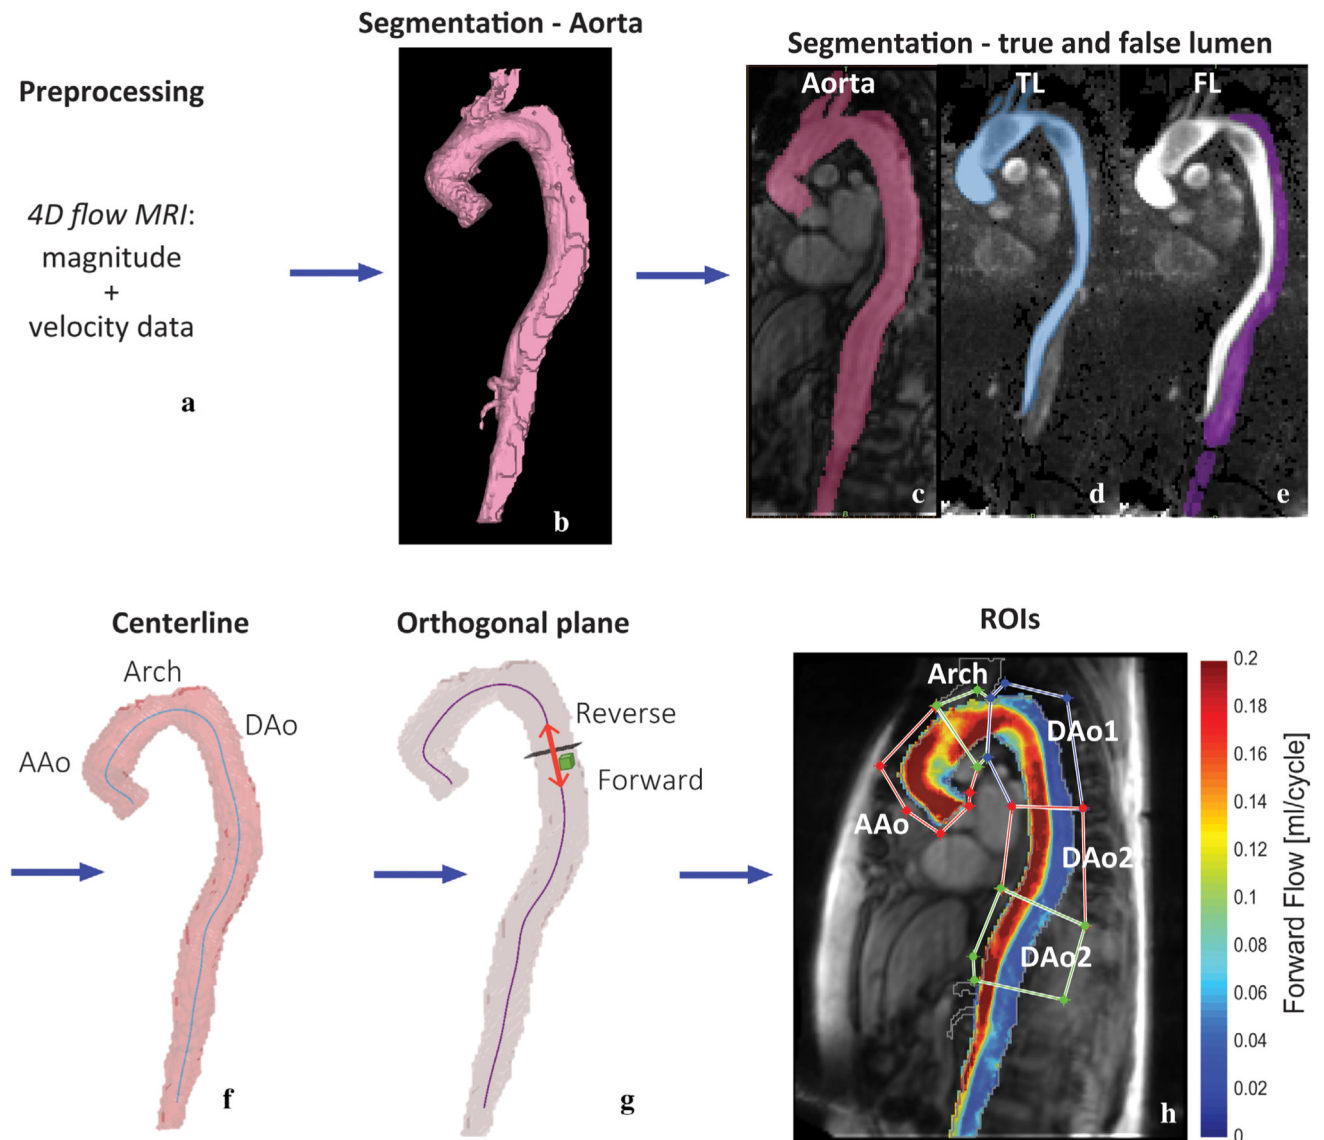 Segmentation - Aorta
Segmentation - true and false lumen
Preprocessing
4D flow MRI:
magnitude
+
velocity data
a
b
Aorta
TL
FL
c
d
e
Centerline
Orthogonal plane
ROIs
Arch
DAo
AAo
f
Reverse
Forward
g
Arch
DAo1
AAo
DAo2
DAo2
h
0.2
0.18
0.16
0.14
0.12
0.1
0.08
0.06
0.04
0.02
0
Forward Flow [ml/cycle]